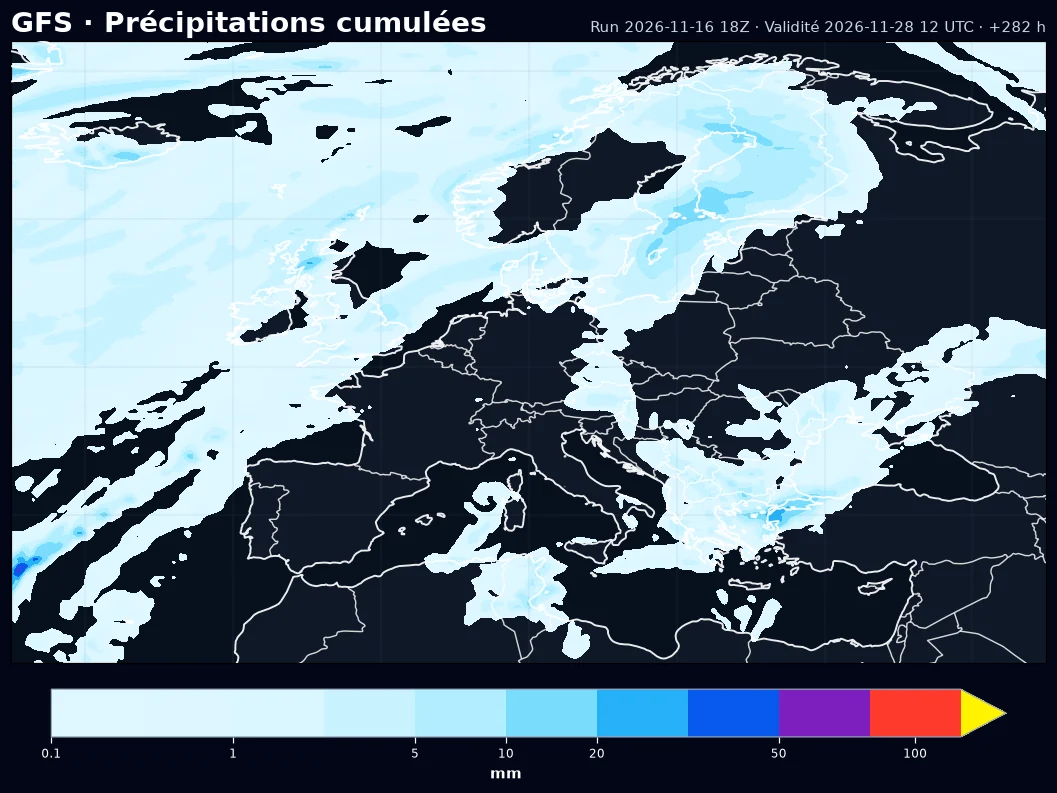 GFS · Précipitations cumulées
Run 2026-11-16 18Z · Validité 2026-11-28 12 UTC · +282 h
0.1 1 5 10 20 50 100
mm